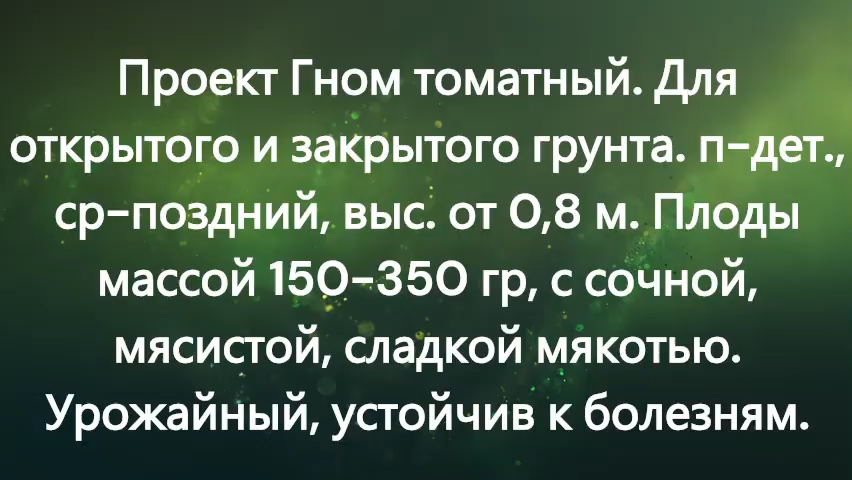 Проект Гном томатный. Для
открытого и закрытого грунта. п-дет.,
ср-поздний, выс. от 0,8 м. Плоды
массой 150-350 гр, с сочной,
мясистой, сладкой мякотью.
Урожайный, устойчив к болезням.